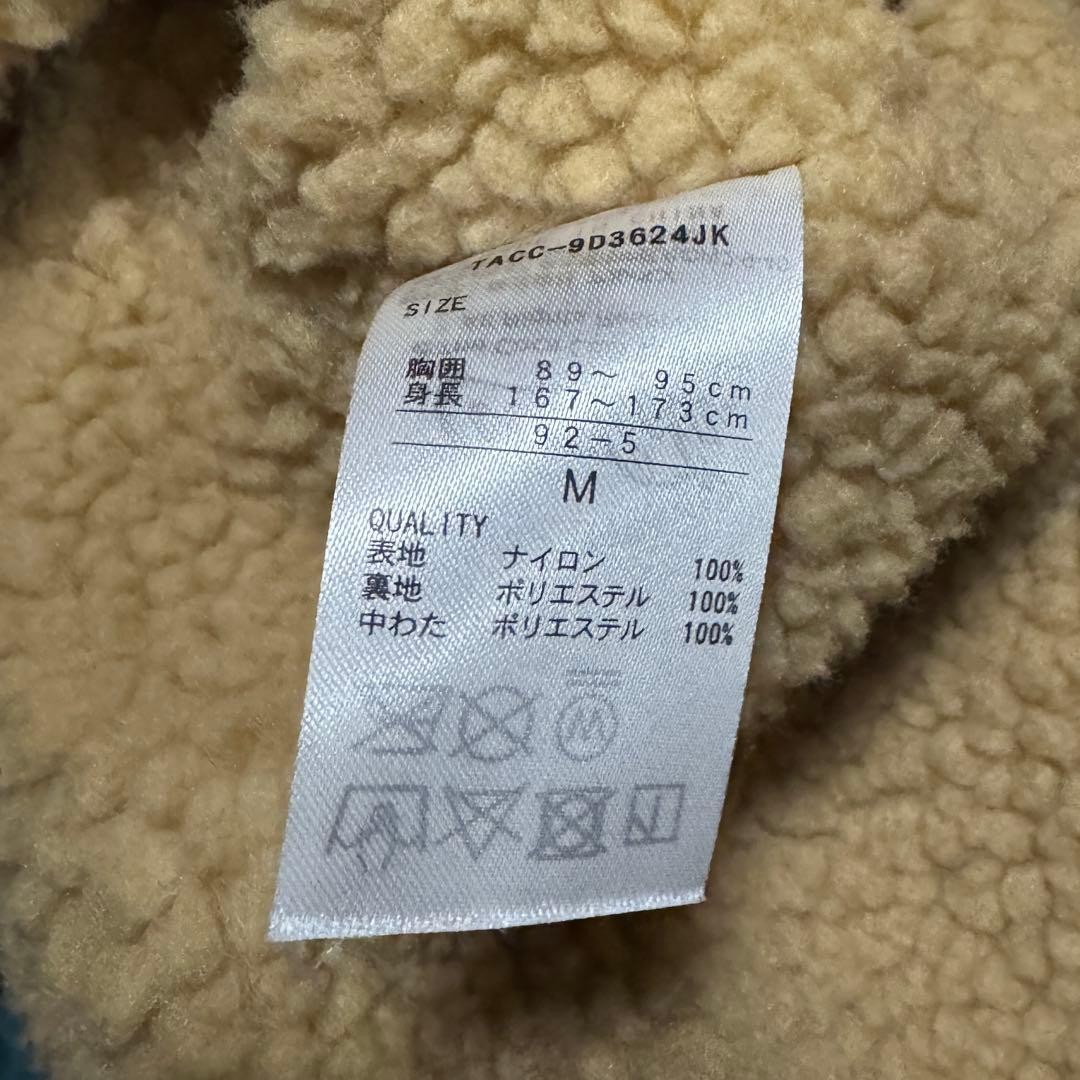 TACC-9D3624JK
SIZE
胸囲 89～ 95cm
身長 167～173cm
92-5
M
QUALITY
表地 ナイロン 100%
裏地 ポリエステル 100%
中わた ポリエステル 100%